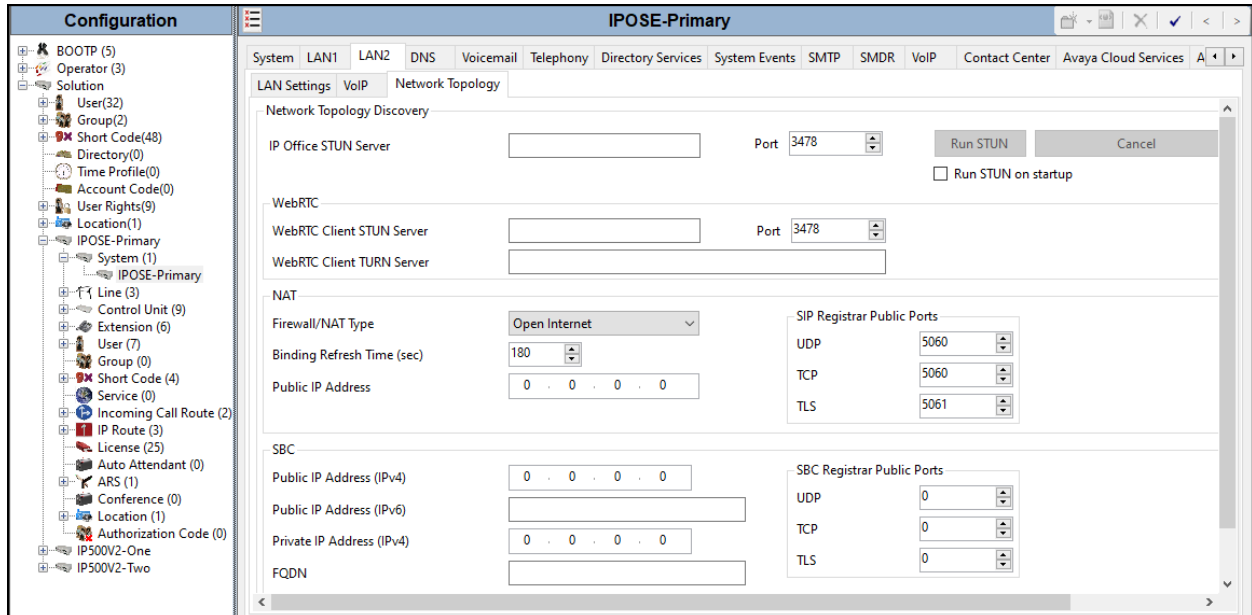 Configuration
BOOTP (5)
Operator (3)
Solution
User(32)
Group(2)
Short Code(48)
Directory(0)
Time Profile(0)
Account Code(0)
User Rights(9)
Location(1)
IPOSE-Primary
System (1)
IPOSE-Primary
Line (3)
Control Unit (9)
Extension (6)
User (7)
Group (0)
Short Code (4)
Service (0)
Incoming Call Route (2)
IP Route (3)
License (25)
Auto Attendant (0)
ARS (1)
Conference (0)
Location (1)
Authorization Code (0)
IP500V2-One
IP500V2-Two
IPOSE-Primary
System LAN1 LAN2 DNS Voicemail Telephony Directory Services System Events SMTP SMDR VoIP Contact Center Avaya Cloud Services A
LAN Settings VoIP Network Topology
Network Topology Discovery
IP Office STUN Server Port 3478 Run STUN Cancel
Run STUN on startup
WebRTC
WebRTC Client STUN Server Port 3478
WebRTC Client TURN Server
NAT
Firewall/NAT Type Open Internet
Binding Refresh Time (sec) 180
Public IP Address 0 . 0 . 0 . 0
SIP Registrar Public Ports
UDP 5060
TCP 5060
TLS 5061
SBC
Public IP Address (IPv4) 0 . 0 . 0 . 0
Public IP Address (IPv6)
Private IP Address (IPv4) 0 . 0 . 0 . 0
FQDN
SBC Registrar Public Ports
UDP 0
TCP 0
TLS 0